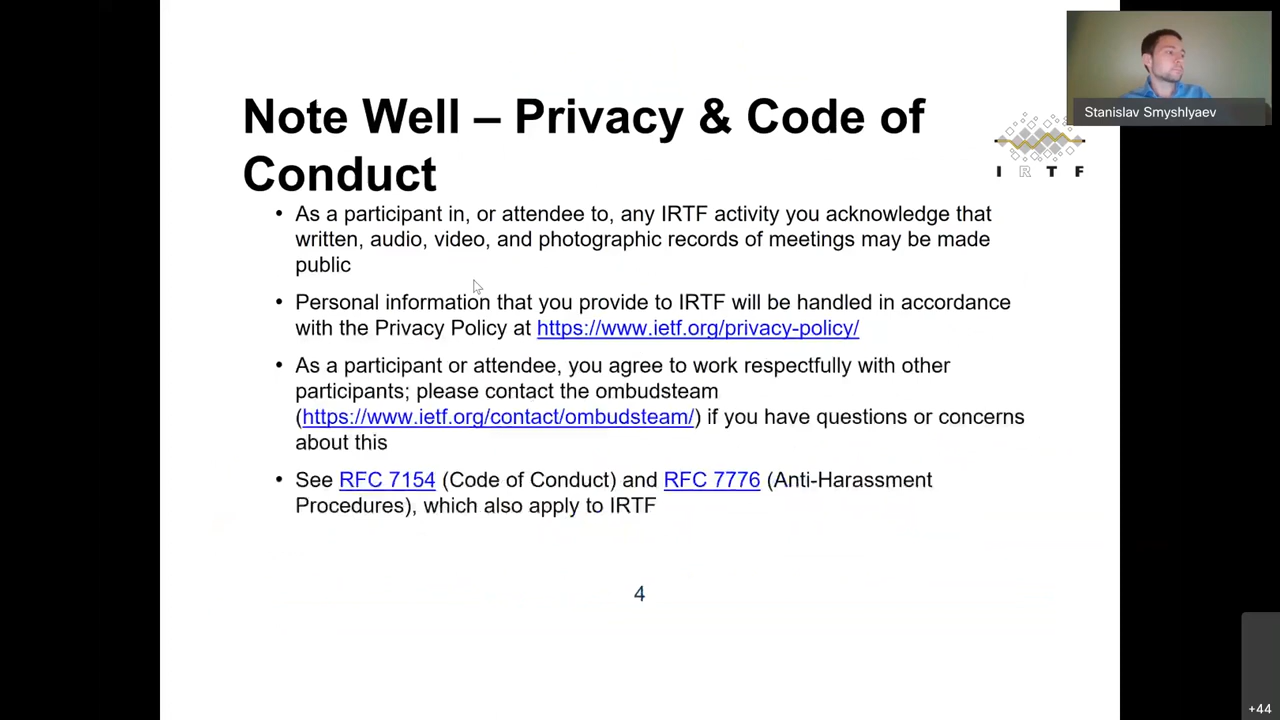 Note Well – Privacy & Code of
Conduct
• As a participant in, or attendee to, any IRTF activity you acknowledge that
written, audio, video, and photographic records of meetings may be made
public
• Personal information that you provide to IRTF will be handled in accordance
with the Privacy Policy at https://www.ietf.org/privacy-policy/
• As a participant or attendee, you agree to work respectfully with other
participants; please contact the ombudsteam
(https://www.ietf.org/contact/ombudsteam/) if you have questions or concerns
about this
• See RFC 7154 (Code of Conduct) and RFC 7776 (Anti-Harassment
Procedures), which also apply to IRTF
4
Stanislav Smyshlyaev
I R T F
+44